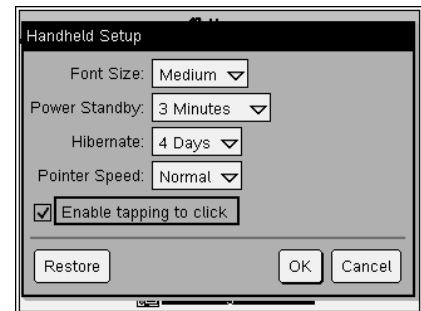 Handheld Setup
Font Size: Medium
Power Standby: 3 Minutes
Hibernate: 4 Days
Pointer Speed: Normal
Enable tapping to click
Restore OK Cancel